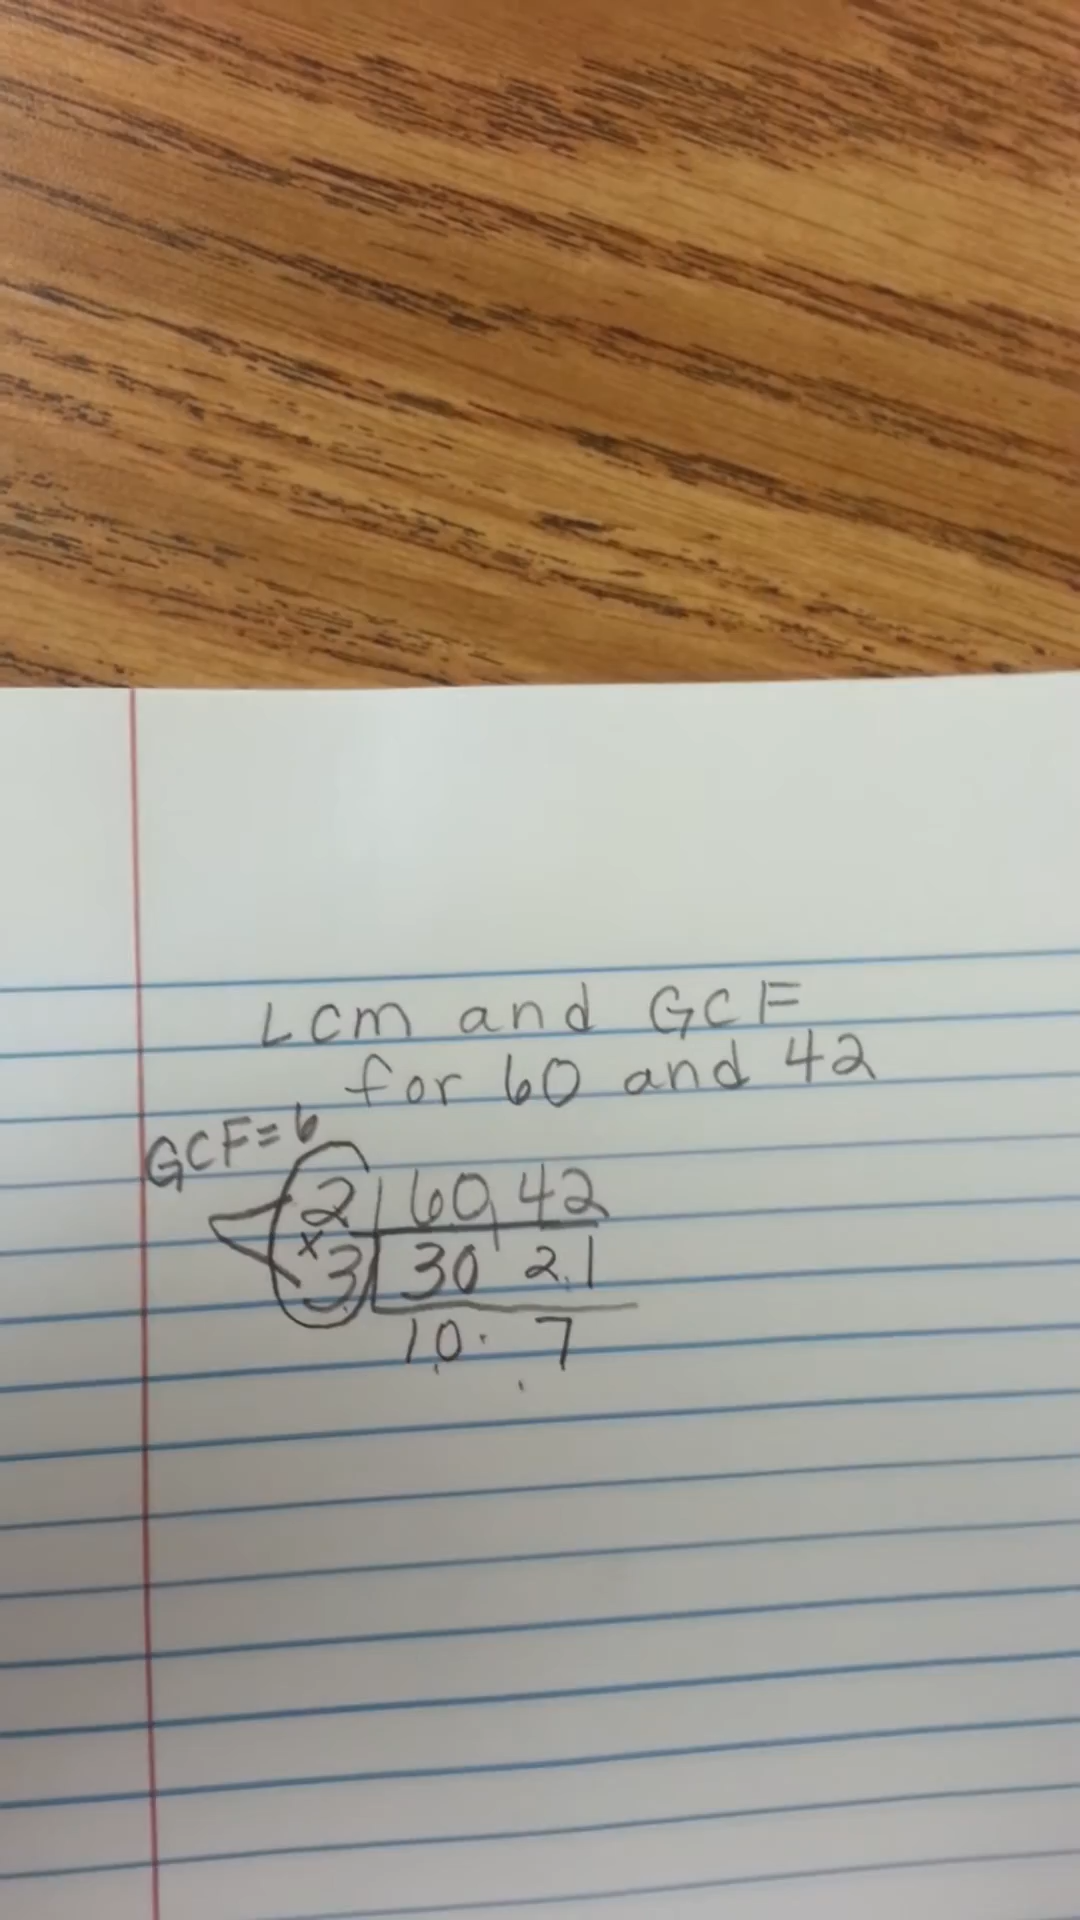 LCM and GCF
for 60 and 42
GCF=6
2 60, 42
×3 30 21
10 7